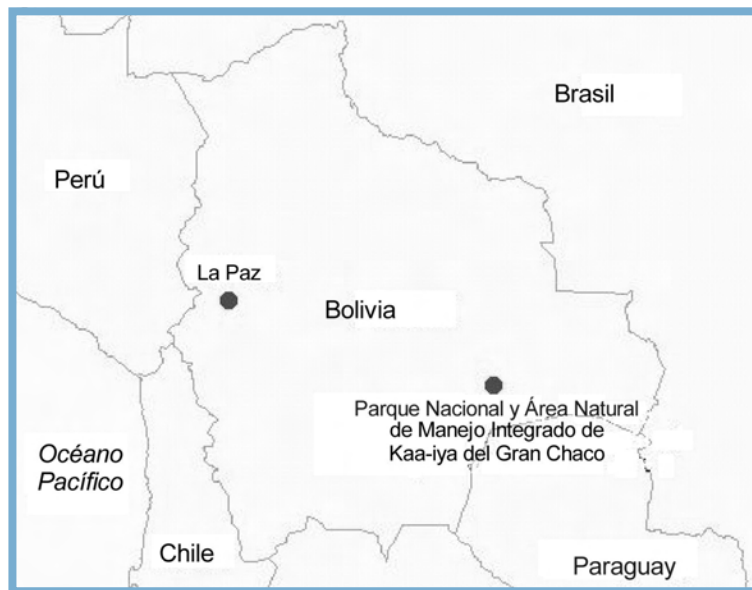 Brasil
Perú
La Paz
Bolivia
Parque Nacional y Área Natural
de Manejo Integrado de
Kaa-iya del Gran Chaco
Océano
Pacífico
Chile
Paraguay